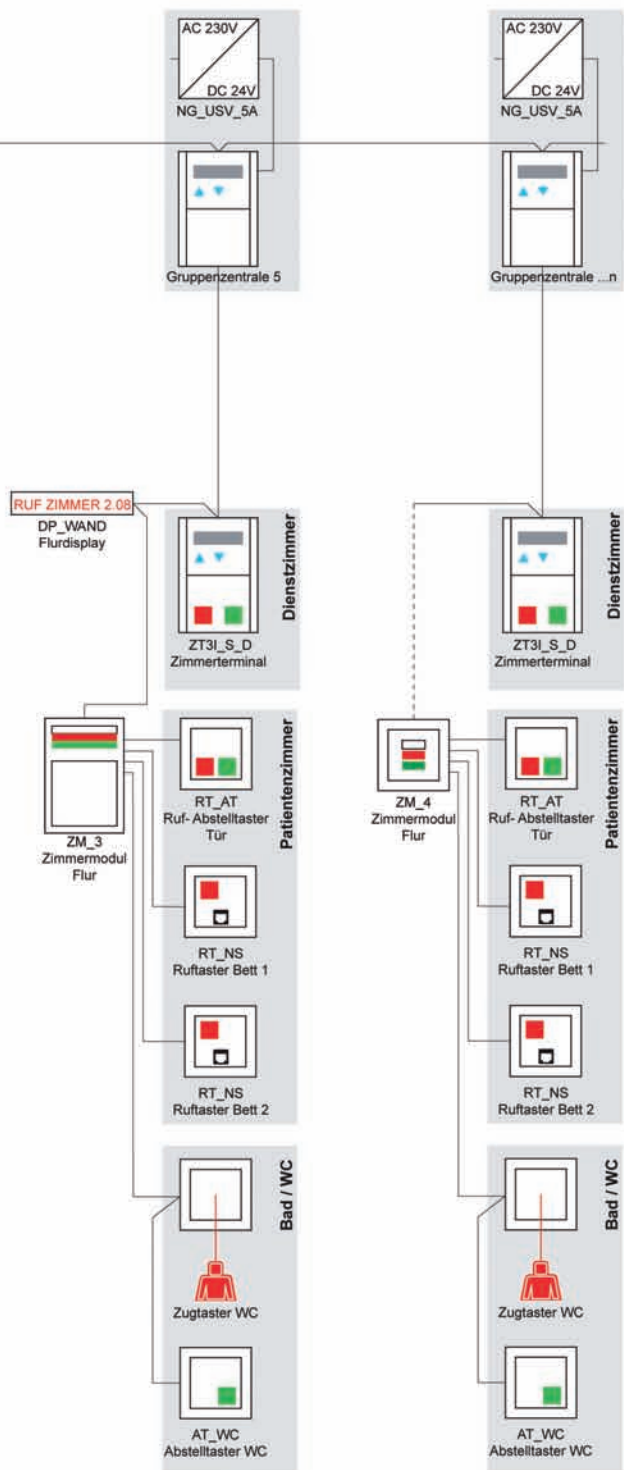 AC 230V
DC 24V
NG_USV_5A
Gruppenzentrale 5
RUF ZIMMER 2.08
DP_WAND
Flurdisplay
Dienstzimmer
ZT3I_S_D
Zimmerterminal
ZM_3
Zimmermodul
Flur
Patientenzimmer
RT_AT
Ruf- Abstelltaster
Tür
RT_NS
Ruftaster Bett 1
RT_NS
Ruftaster Bett 2
Bad / WC
Zugtaster WC
AT_WC
Abstelltaster WC
AC 230V
DC 24V
NG_USV_5A
Gruppenzentrale ...n
Dienstzimmer
ZT3I_S_D
Zimmerterminal
ZM_4
Zimmermodul
Flur
Patientenzimmer
RT_AT
Ruf- Abstelltaster
Tür
RT_NS
Ruftaster Bett 1
RT_NS
Ruftaster Bett 2
Bad / WC
Zugtaster WC
AT_WC
Abstelltaster WC